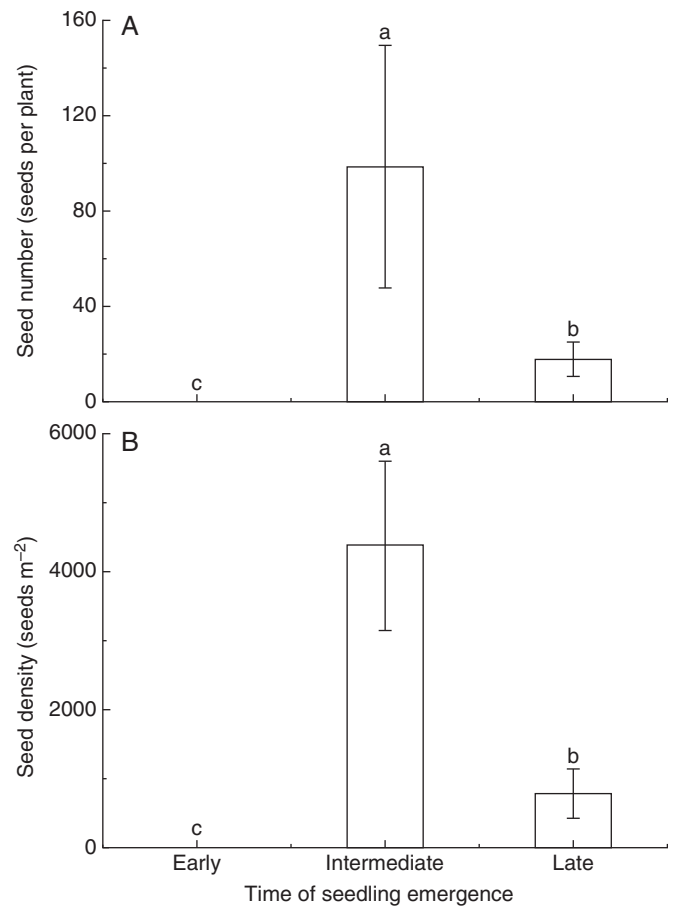 A
Seed number (seeds per plant)
160
120
80
40
0
a
b
c
B
Seed density (seeds m⁻²)
6000
4000
2000
0
a
b
c
Early Intermediate Late
Time of seedling emergence